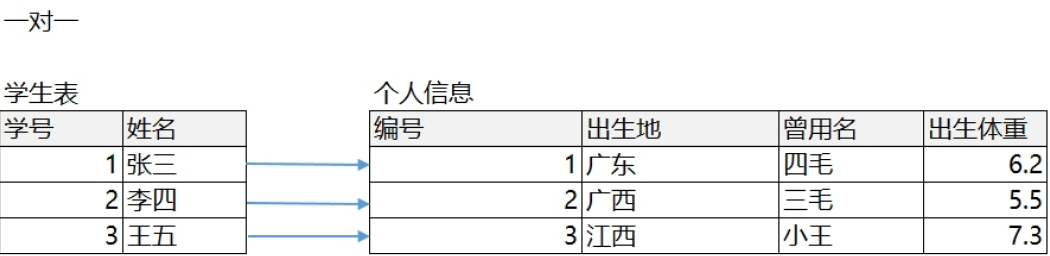 一对一
学生表 个人信息
学号 姓名 编号 出生地 曾用名 出生体重
1 张三 1 广东 四毛 6.2
2 李四 2 广西 三毛 5.5
3 王五 3 江西 小王 7.3